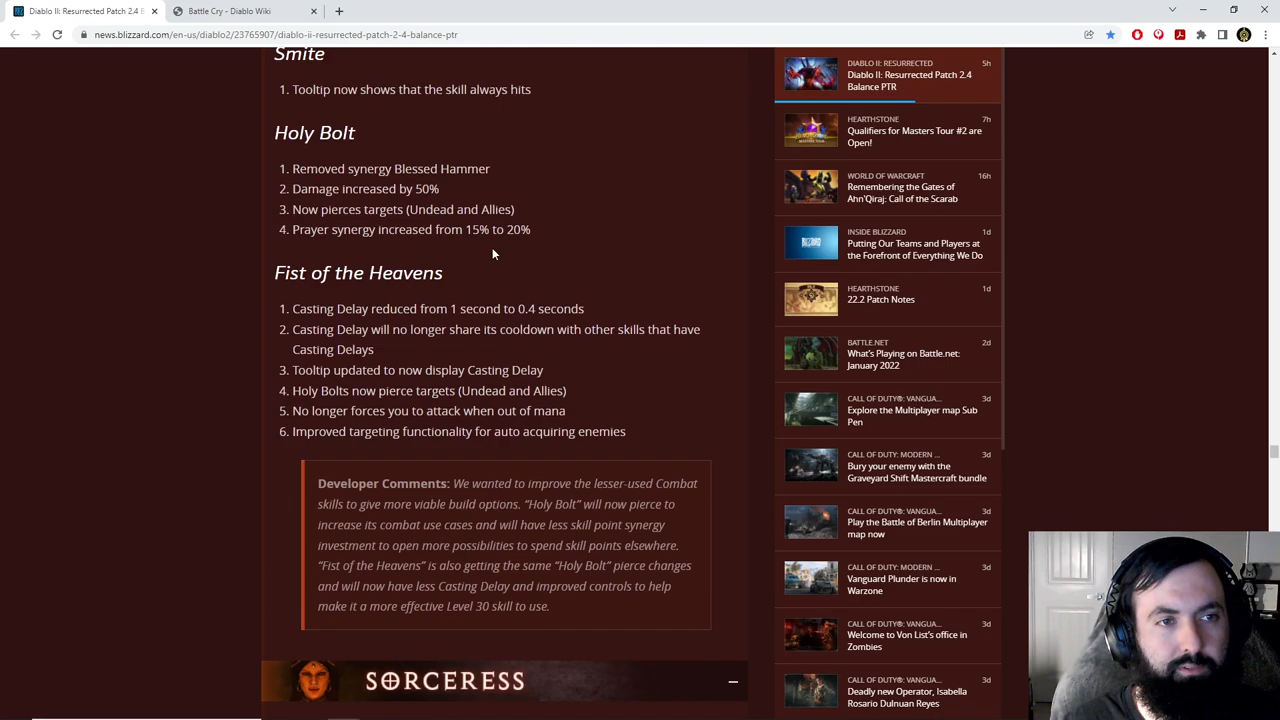 Diablo II: Resurrected Patch 2.4 B
Battle Cry - Diablo Wiki
news.blizzard.com/en-us/diablo2/23765907/diablo-ii-resurrected-patch-2-4-balance-ptr
Smite
1. Tooltip now shows that the skill always hits
Holy Bolt
1. Removed synergy Blessed Hammer
2. Damage increased by 50%
3. Now pierces targets (Undead and Allies)
4. Prayer synergy increased from 15% to 20%
Fist of the Heavens
1. Casting Delay reduced from 1 second to 0.4 seconds
2. Casting Delay will no longer share its cooldown with other skills that have
Casting Delays
3. Tooltip updated to now display Casting Delay
4. Holy Bolts now pierce targets (Undead and Allies)
5. No longer forces you to attack when out of mana
6. Improved targeting functionality for auto acquiring enemies
Developer Comments: We wanted to improve the lesser-used Combat
skills to give more viable build options. “Holy Bolt” will now pierce to
increase its combat use cases and will have less skill point synergy
investment to open more possibilities to spend skill points elsewhere.
“Fist of the Heavens” is also getting the same “Holy Bolt” pierce changes
and will now have less Casting Delay and improved controls to help
make it a more effective Level 30 skill to use.
SORCERESS
DIABLO II: RESURRECTED 5h
Diablo II: Resurrected Patch 2.4
Balance PTR
HEARTHSTONE 7h
Qualifiers for Masters Tour #2 are
Open!
WORLD OF WARCRAFT 16h
Remembering the Gates of
Ahn'Qiraj: Call of the Scarab
INSIDE BLIZZARD 1d
Putting Our Teams and Players at
the Forefront of Everything We Do
HEARTHSTONE 1d
22.2 Patch Notes
BATTLE.NET 2d
What's Playing on Battle.net:
January 2022
CALL OF DUTY®: VANGUA... 3d
Explore the Multiplayer map Sub
Pen
CALL OF DUTY: MODERN ... 3d
Bury your enemy with the
Graveyard Shift Mastercraft bundle
CALL OF DUTY®: VANGUA... 3d
Play the Battle of Berlin Multiplayer
map now
CALL OF DUTY: MODERN ... 3d
Vanguard Plunder is now in
Warzone
CALL OF DUTY®: VANGUA... 3d
Welcome to Von List's office in
Zombies
CALL OF DUTY®: VANGUA... 3d
Deadly new Operator, Isabella
Rosario Dulnuan Reyes